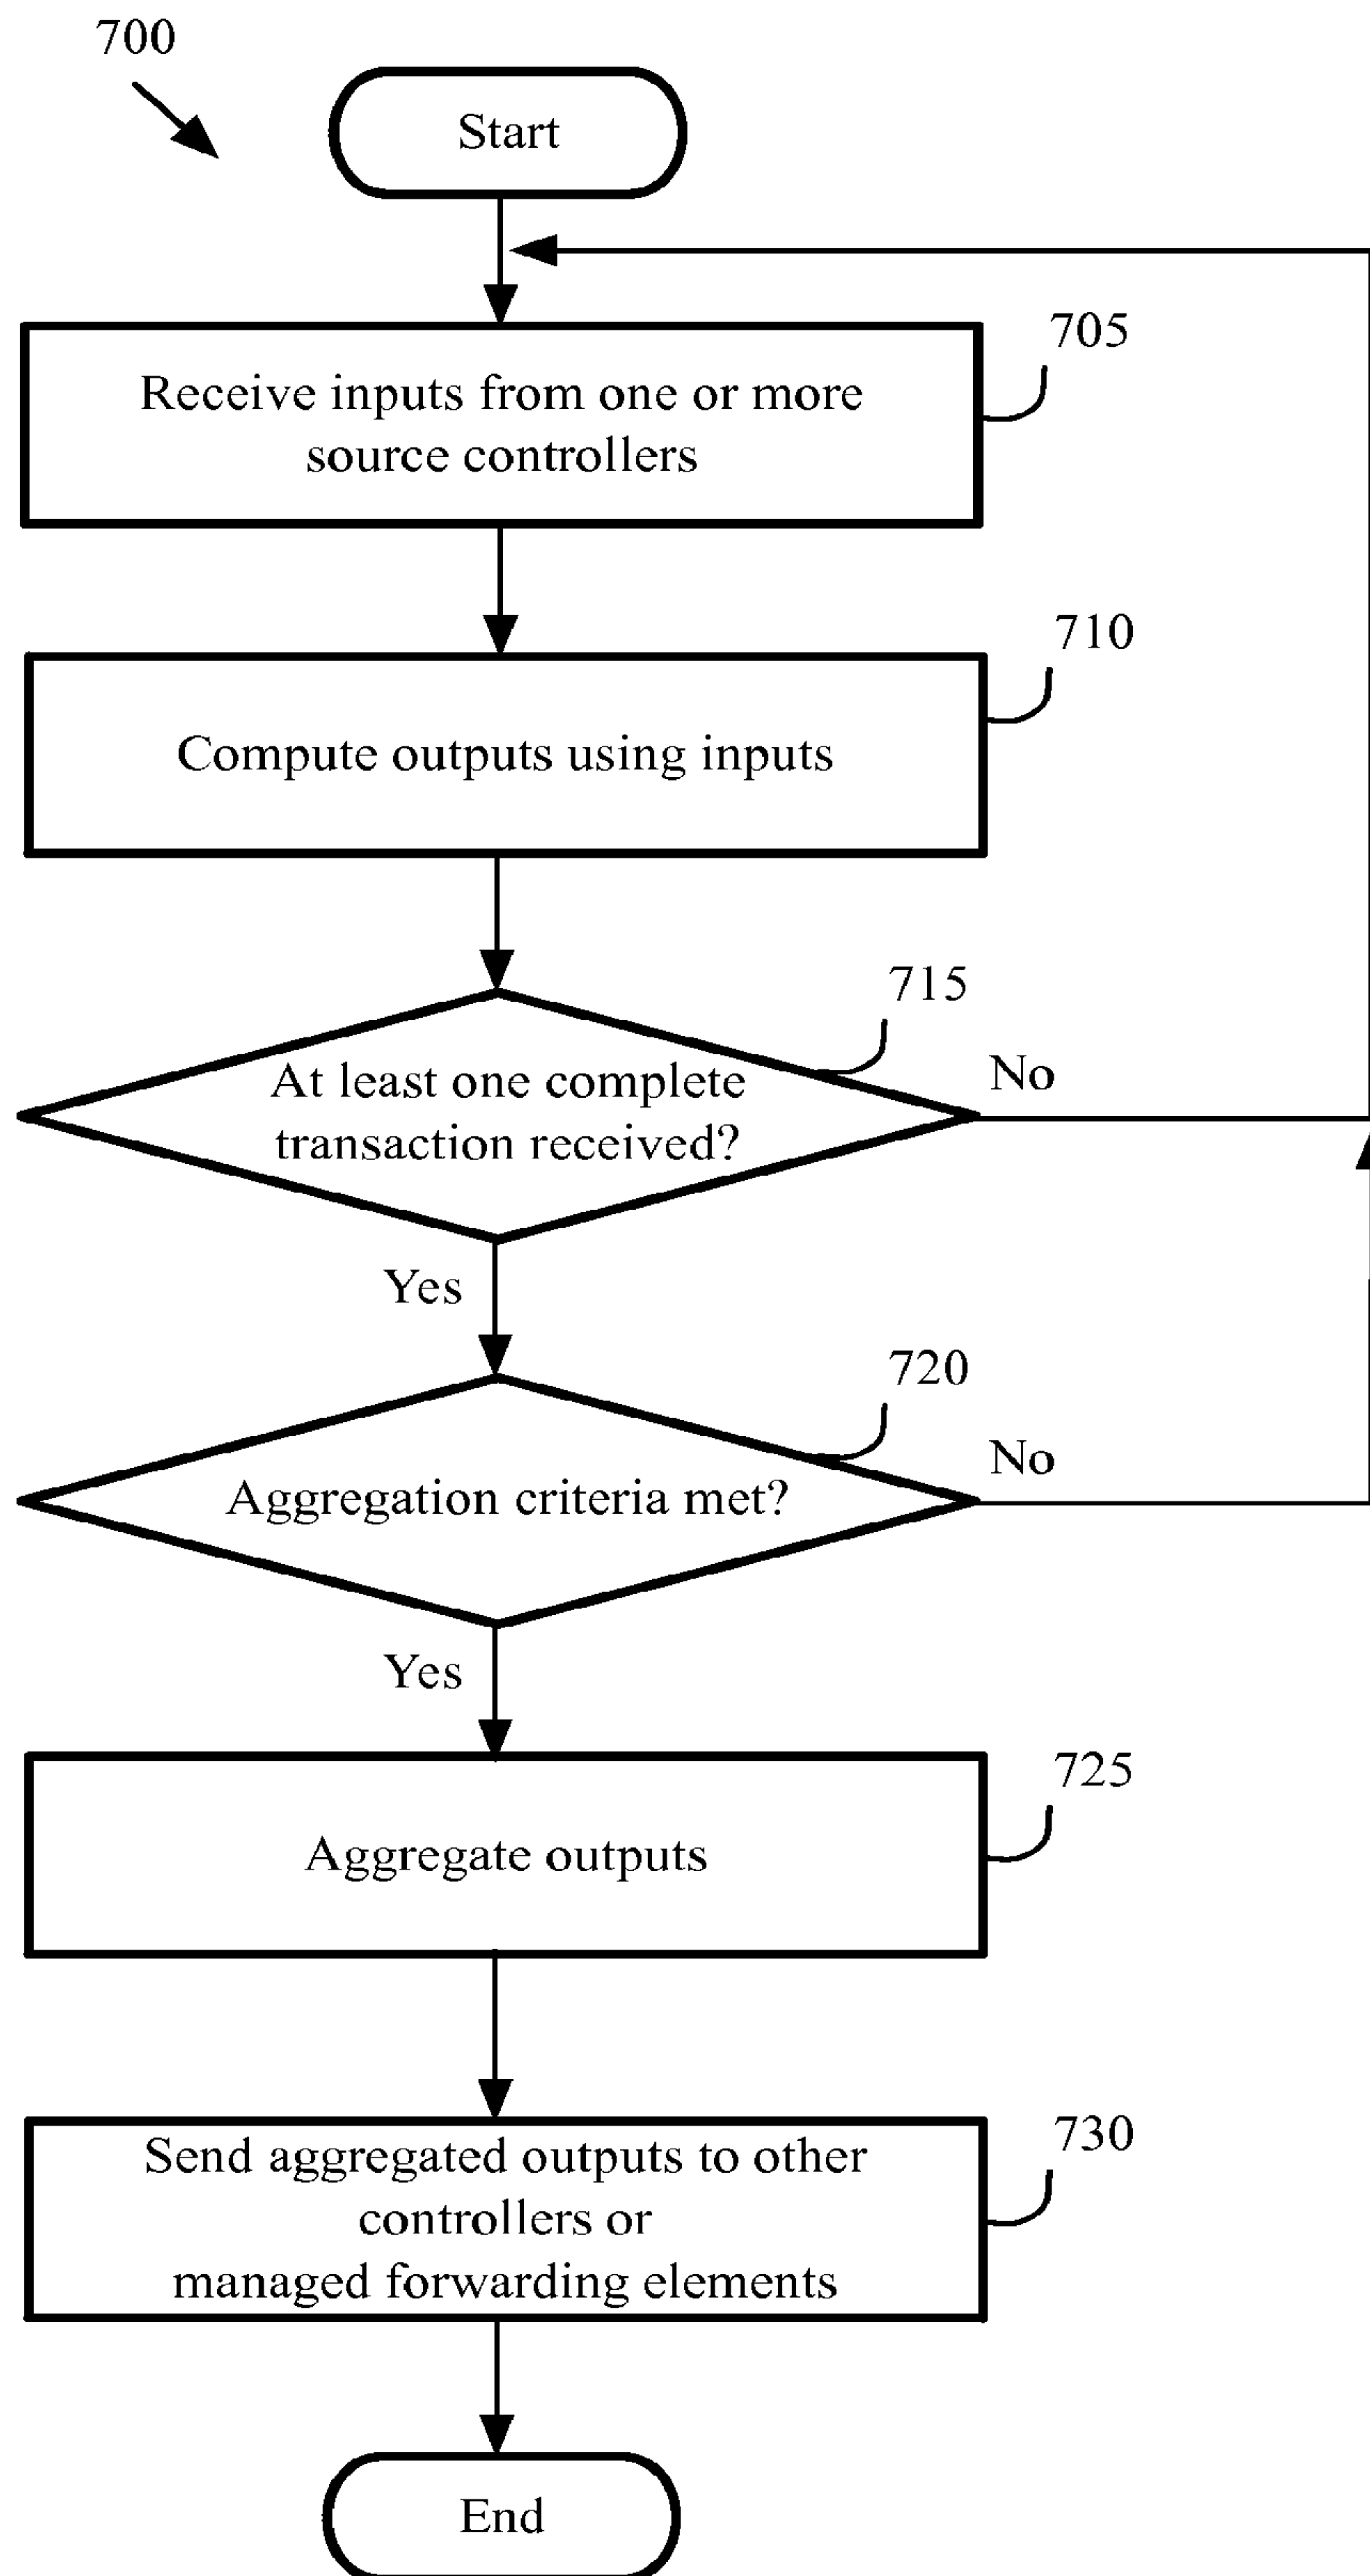 700
Start
705
Receive inputs from one or more
source controllers
710
Compute outputs using inputs
715
At least one complete
transaction received?
No
Yes
720
Aggregation criteria met?
No
Yes
725
Aggregate outputs
730
Send aggregated outputs to other
controllers or
managed forwarding elements
End